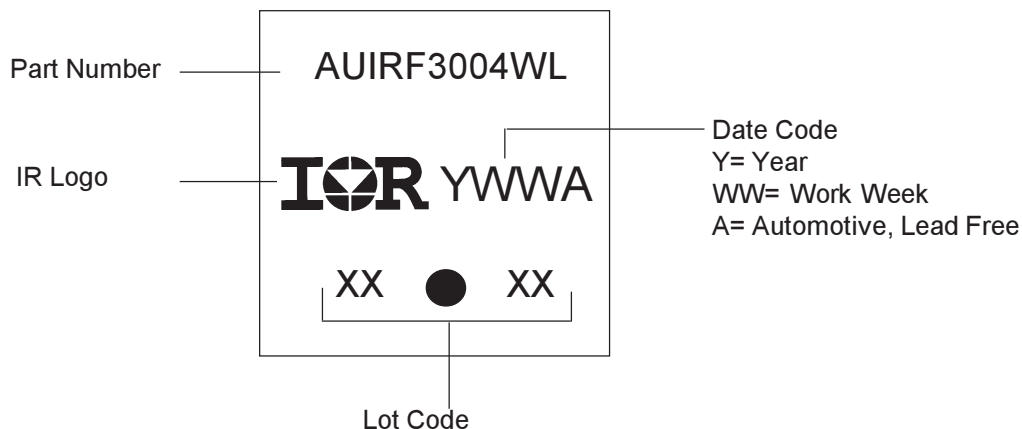 Part Number
AUIRF3004WL
IR Logo
IOR YWWA
Date Code
Y= Year
WW= Work Week
A= Automotive, Lead Free
XX ● XX
Lot Code